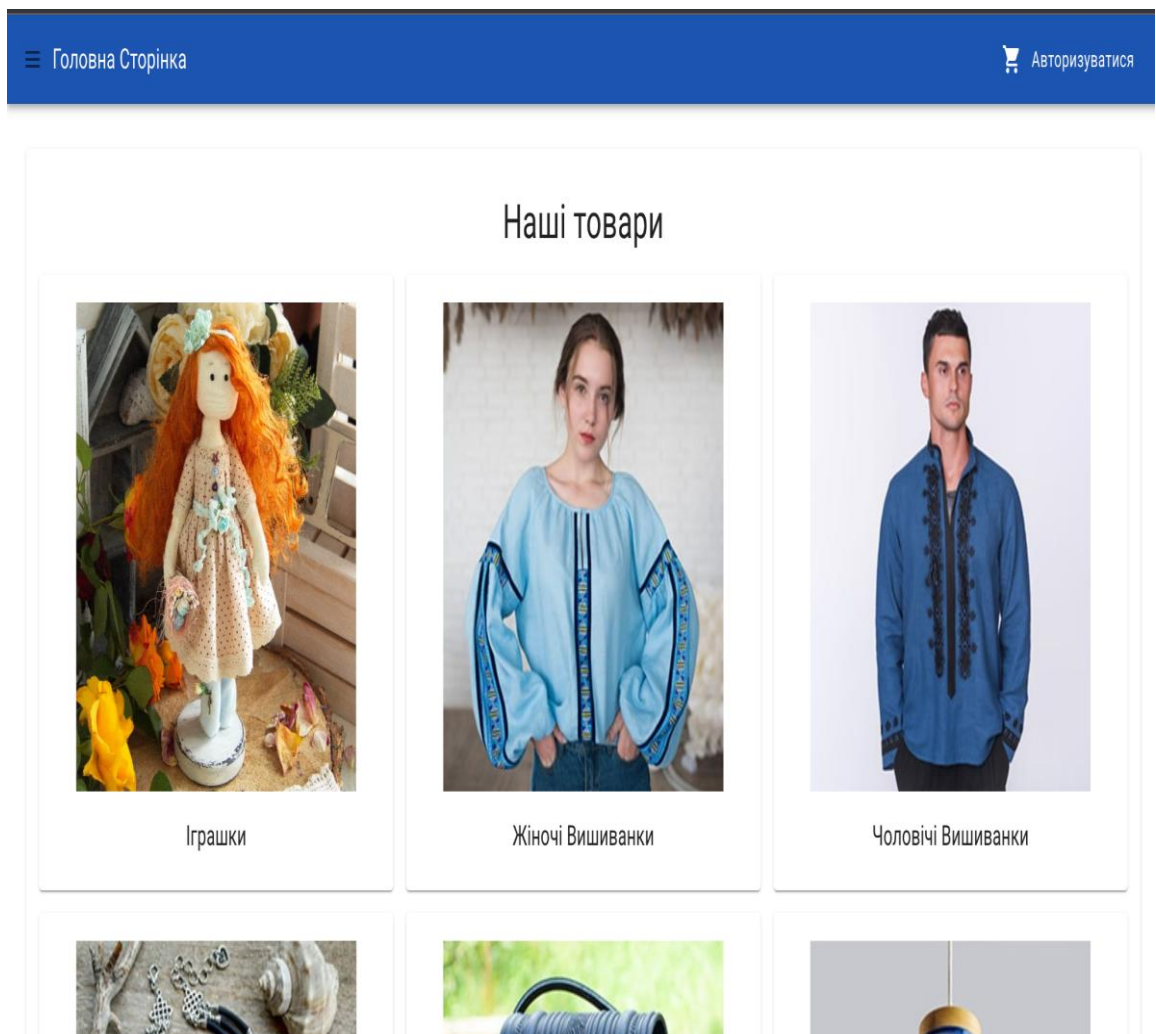 Головна Сторінка
Авторизуватися
Наші товари
Іграшки
Жіночі Вишиванки
Чоловічі Вишиванки